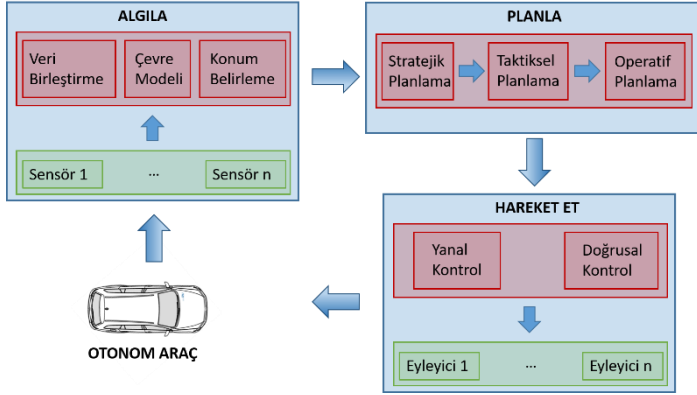 ALGILA
Veri
Birleştirme
Çevre
Modeli
Konum
Belirleme
Sensör 1
...
Sensör n
PLANLA
Stratejik
Planlama
Taktiksel
Planlama
Operatif
Planlama
HAREKET ET
Yanal
Kontrol
Doğrusal
Kontrol
Eyleyici 1
...
Eyleyici n
OTONOM ARAÇ